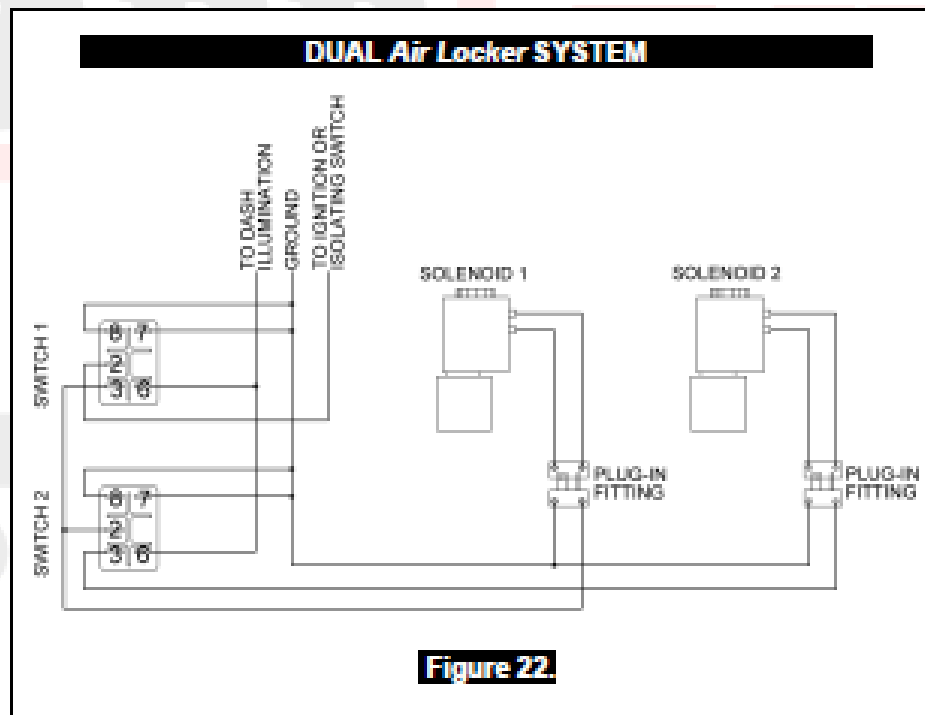 DUAL Air Locker SYSTEM
TO DASH
ILLUMINATION
GROUND
TO IGNITION OR
ISOLATING SWITCH
SOLENOID 1
SOLENOID 2
SWITCH 1
8 7
2
3 6
SWITCH 2
8 7
2
3 6
PLUG-IN
FITTING
PLUG-IN
FITTING
Figure 22.